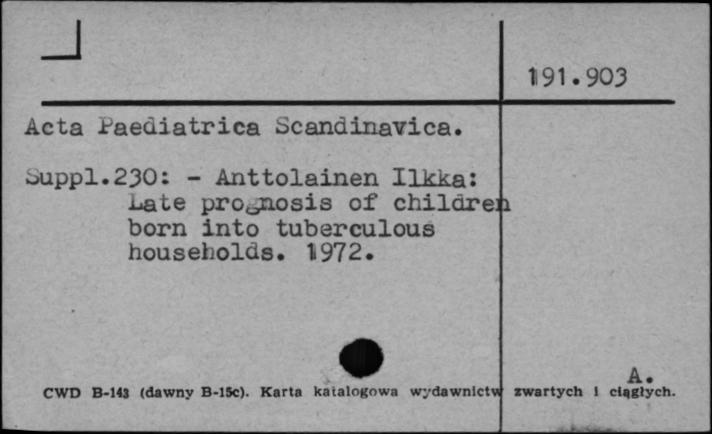 191.903
Acta Paediatrica Scandinavica.
Suppl.230: - Anttolainen Ilkka:
Late prognosis of children
born into tuberculous
households. 1972.
A.
CWD B-143 (dawny B-15c). Karta katalogowa wydawnictw zwartych i ciągłych.